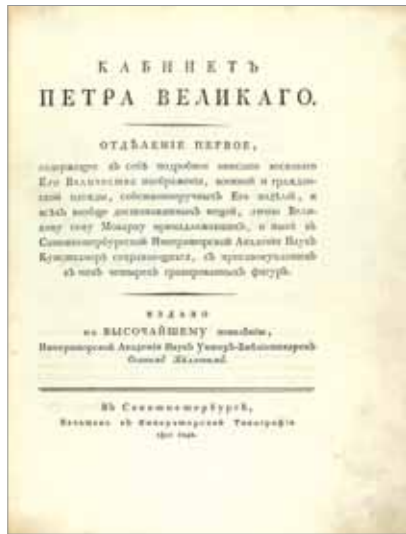 КАБИНЕТЪ
ПЕТРА ВЕЛИКАГО.
ОТДѢЛЕНІЕ ПЕРВОЕ,
содержащее въ себѣ подробное описаніе восковаго
Его Величества изображенія, военной и граждан-
ской одежды, собственноручныхъ Его издѣлій, и
всѣхъ вообще достопамятныхъ вещей, лично Вели-
кому сему Монарху принадлежавшихъ, и нынѣ въ
Санктпетербургской Императорской Академіи Наукъ
Кунсткаморѣ сохраняющихся, съ присовокупленіемъ
къ нимъ четырехъ гравированныхъ фигуръ.
ИЗДАНО
по ВЫСОЧАЙШЕМУ повелѣнію,
Императорской Академіи Наукъ Унтеръ-Библіотекаремъ
Осипомъ Бѣляевымъ.
Въ Санктпетербургѣ,
Печатано въ Императорской Типографіи
года.